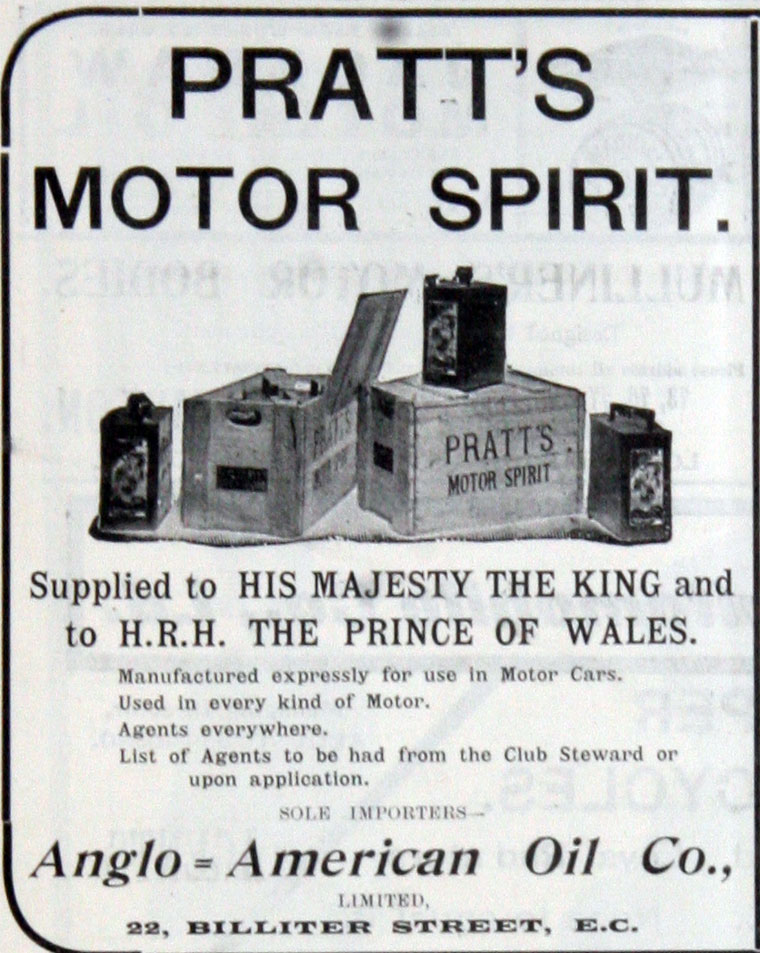 PRATT'S
MOTOR SPIRIT.
PRATT'S
MOTOR SPIRIT
Supplied to HIS MAJESTY THE KING and
to H.R.H. THE PRINCE OF WALES.
Manufactured expressly for use in Motor Cars.
Used in every kind of Motor.
Agents everywhere.
List of Agents to be had from the Club Steward or
upon application.
SOLE IMPORTERS—
Anglo=American Oil Co.,
LIMITED,
22, BILLITER STREET, E.C.